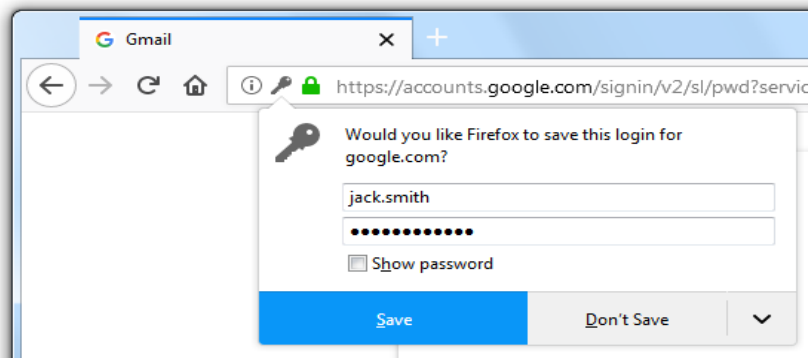 Gmail
https://accounts.google.com/signin/v2/sl/pwd?servic
Would you like Firefox to save this login for
google.com?
jack.smith
●●●●●●●●●●●●
Show password
Save
Don't Save